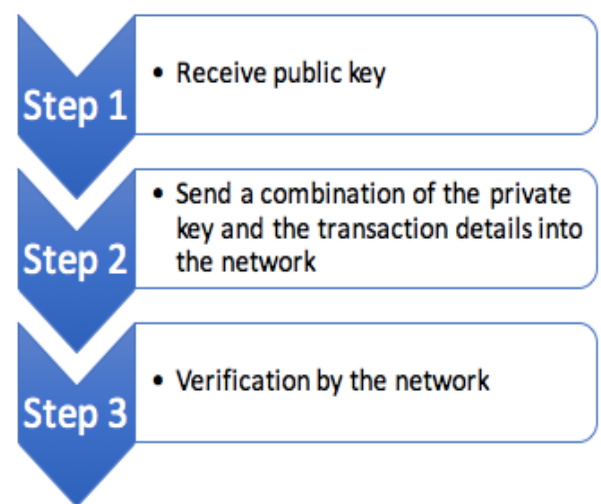 Step 1
• Receive public key
Step 2
• Send a combination of the private
key and the transaction details into
the network
Step 3
• Verification by the network